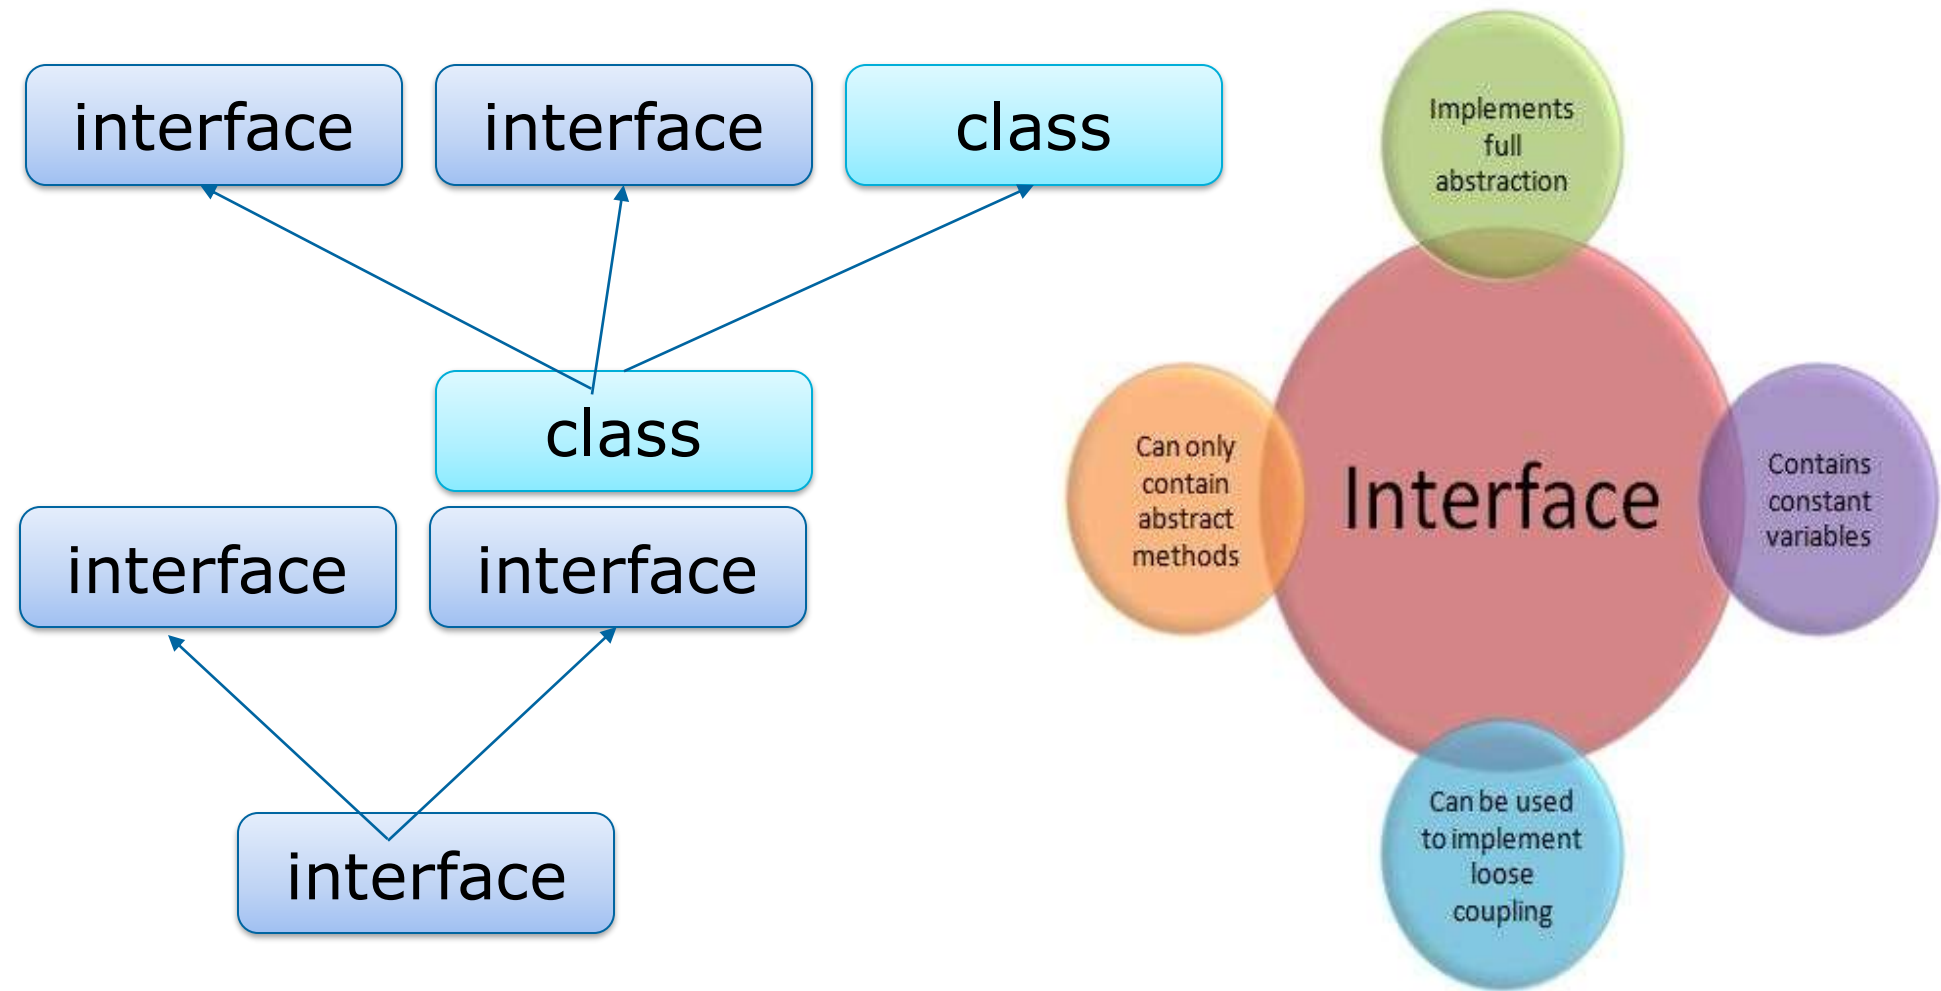 interface
interface
class
class
interface
interface
interface
Implements
full
abstraction
Can only
contain
abstract
methods
Interface
Contains
constant
variables
Can be used
to implement
loose
coupling